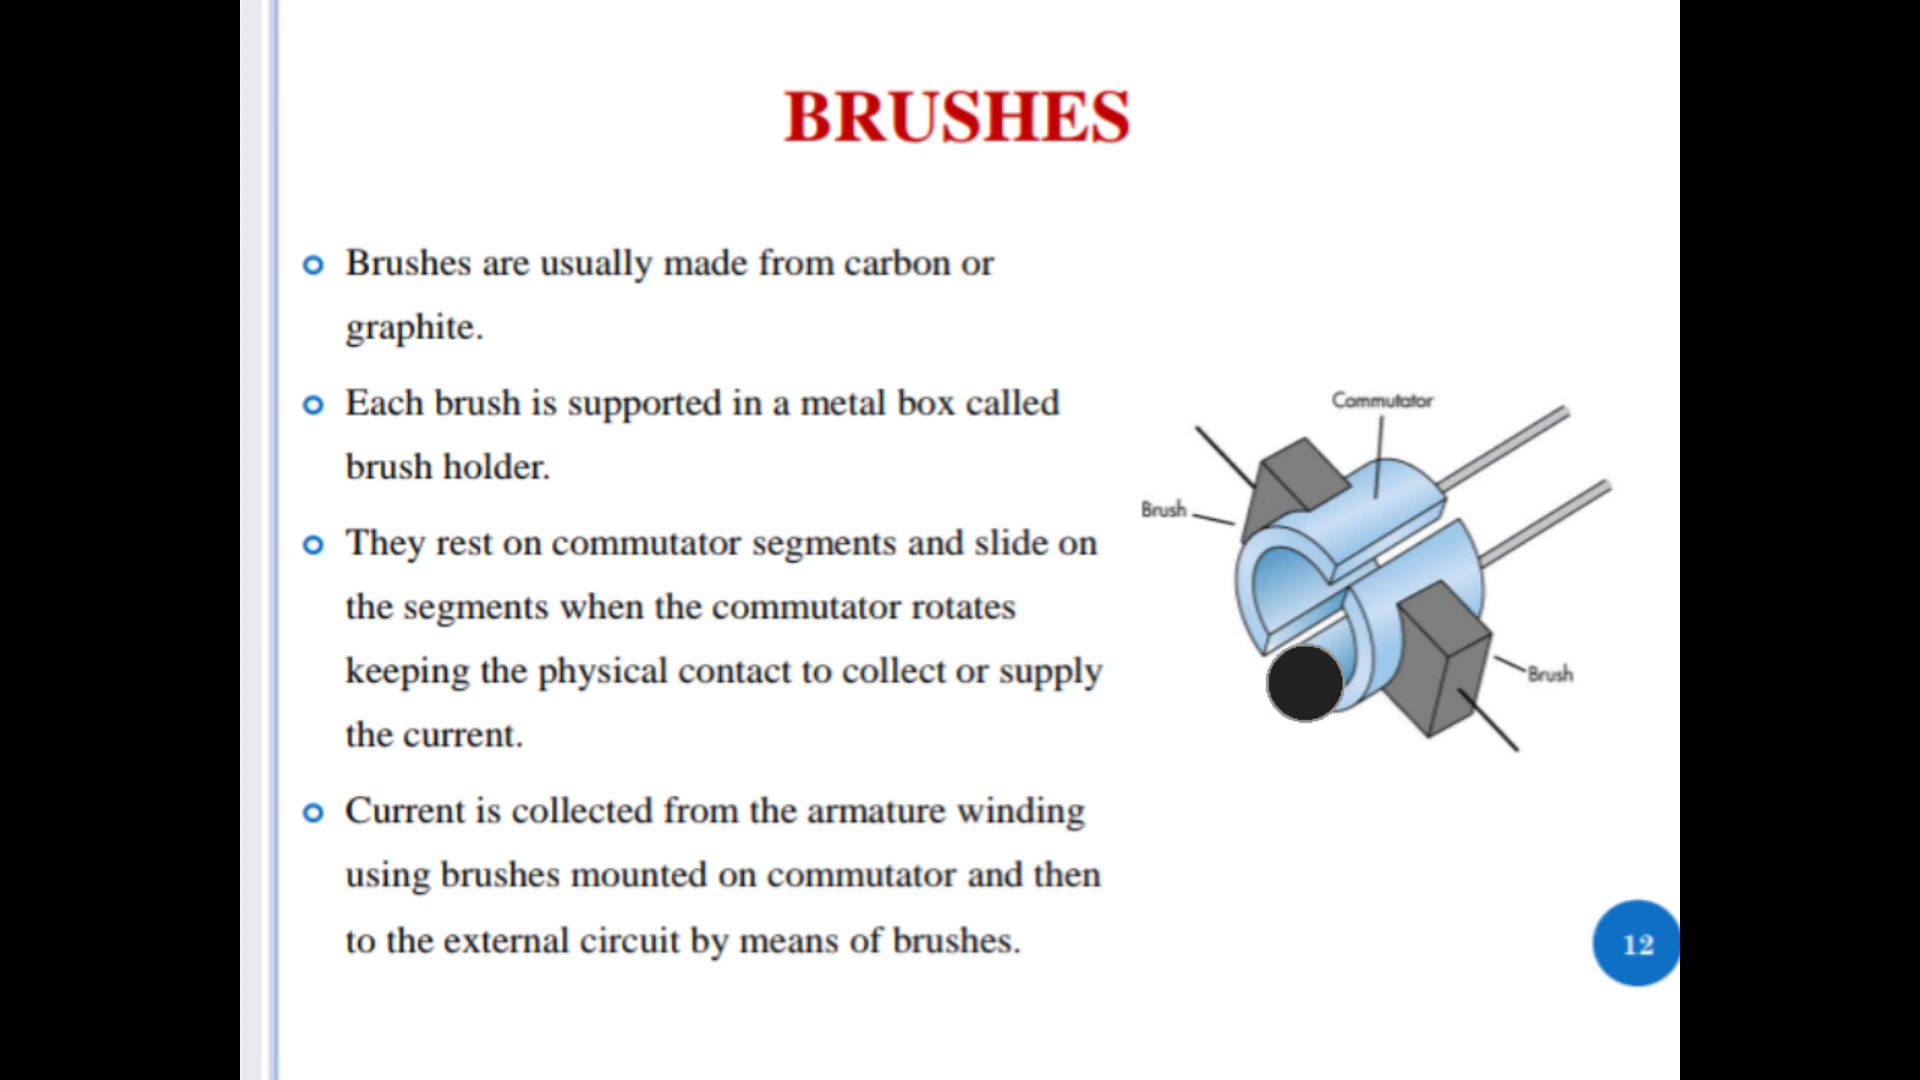 BRUSHES
Brushes are usually made from carbon or
graphite.
Each brush is supported in a metal box called
brush holder.
They rest on commutator segments and slide on
the segments when the commutator rotates
keeping the physical contact to collect or supply
the current.
Current is collected from the armature winding
using brushes mounted on commutator and then
to the external circuit by means of brushes.
Commutator
Brush
Brush
12